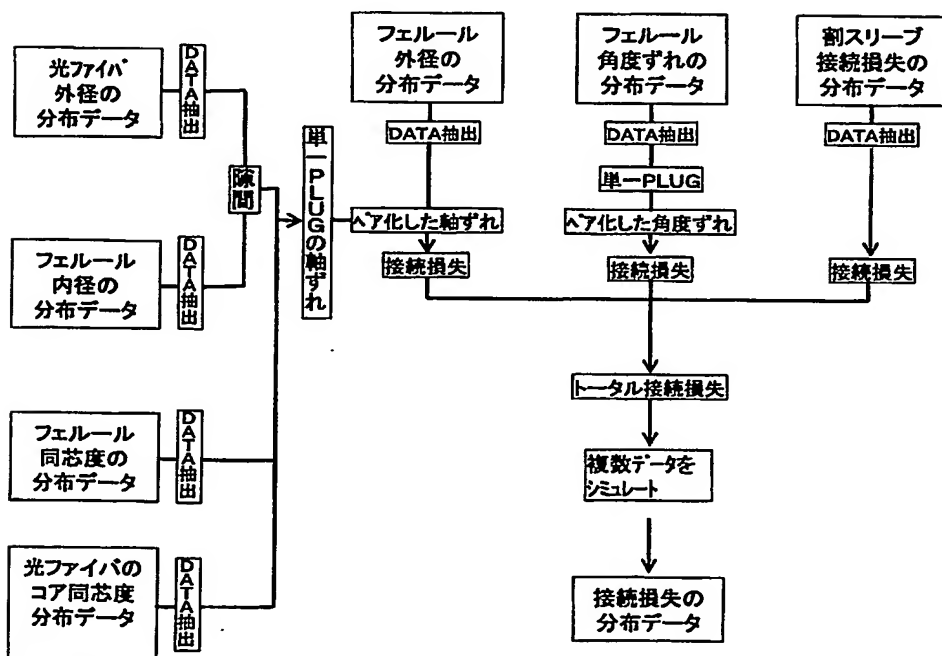 光ファイバ
外径の
分布データ
DATA抽出
フェルール
内径の
分布データ
DATA抽出
隙間
フェルール
同芯度の
分布データ
DATA抽出
光ファイバの
コア同芯度
分布データ
DATA抽出
単一PLUGの軸ずれ
フェルール
外径の
分布データ
DATA抽出
ペア化した軸ずれ
接続損失
フェルール
角度ずれの
分布データ
DATA抽出
単一PLUG
ペア化した角度ずれ
接続損失
割スリーブ
接続損失の
分布データ
DATA抽出
接続損失
トータル接続損失
複数データを
シミュレート
接続損失の
分布データ